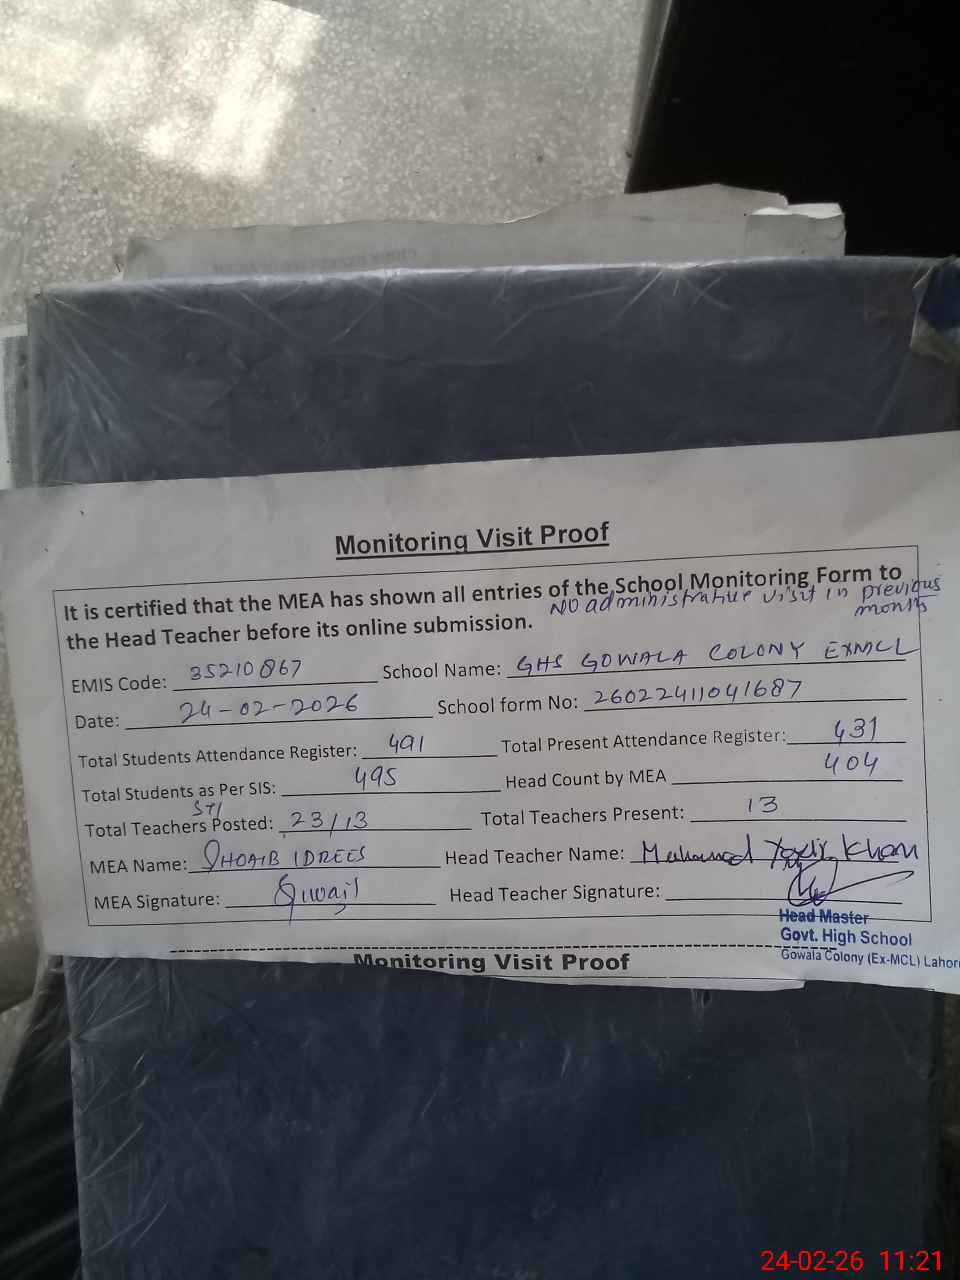 Monitoring Visit Proof
It is certified that the MEA has shown all entries of the School Monitoring Form to
the Head Teacher before its online submission.
NO administrative visit in previous
month
EMIS Code: 35210867 School Name: GHS GOWALA COLONY EXMCL
Date: 24-02-2026 School form No: 26022411041687
Total Students Attendance Register: 491 Total Present Attendance Register: 431
Total Students as Per SIS: 495 Head Count by MEA 404
STI
Total Teachers Posted: 23/13 Total Teachers Present: 13
MEA Name: SHOAIB IDREES Head Teacher Name: Khan
MEA Signature: Head Teacher Signature:
Head Master
Govt. High School
Gowala Colony (Ex-MCL) Lahor
Monitoring Visit Proof
24-02-26 11:21